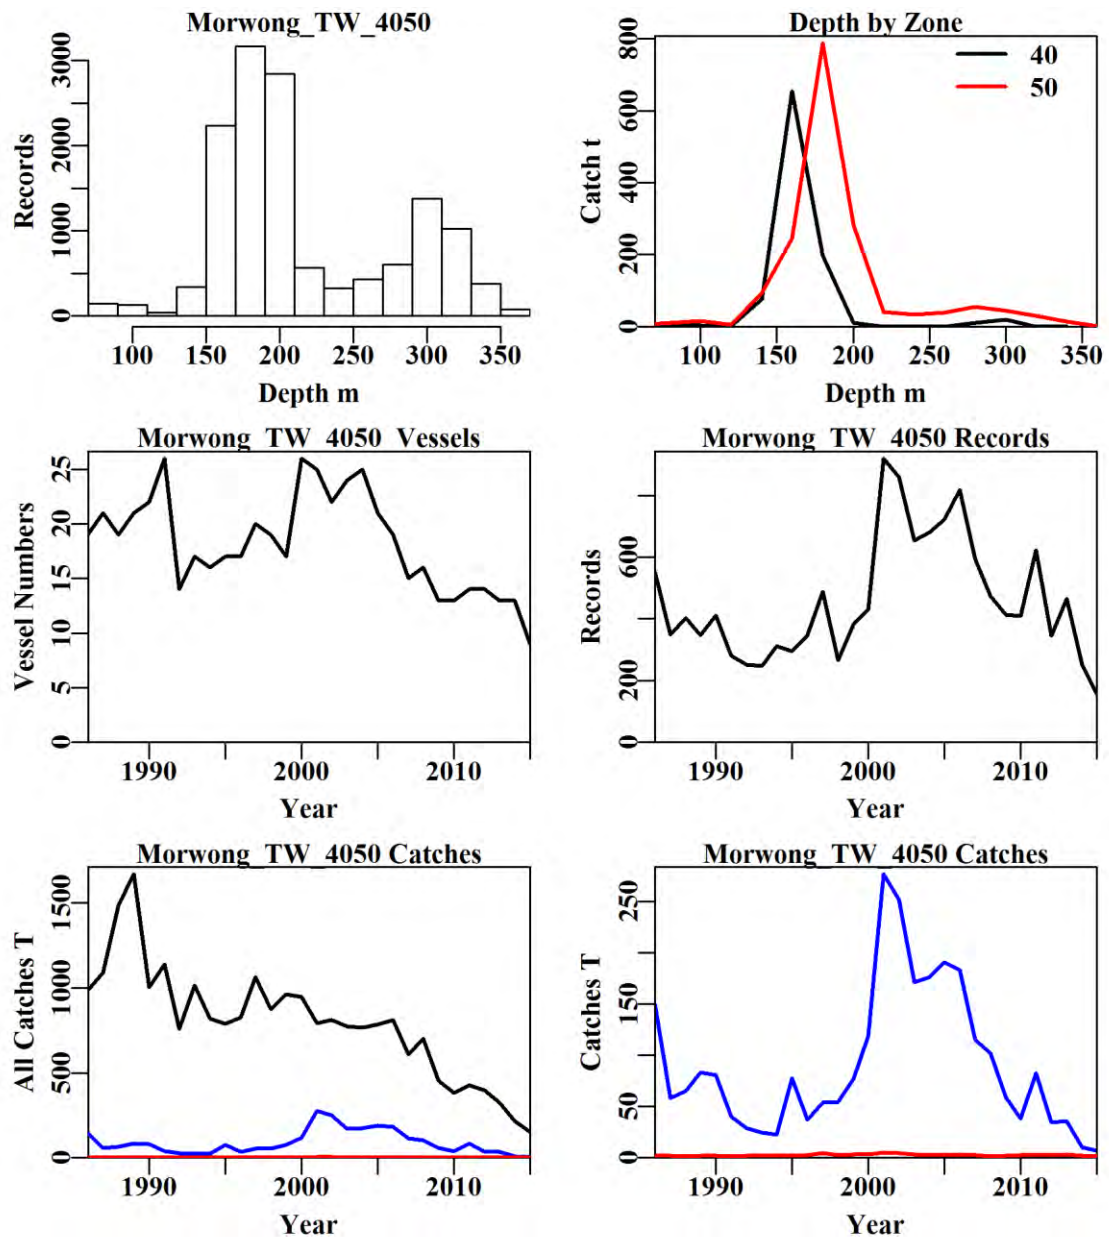 Morwong_TW_4050
Records
0
1000
2000
3000
100
150
200
250
300
350
Depth m
Depth by Zone
Catch t
0
200
400
600
800
40
50
100
150
200
250
300
350
Depth m
Morwong_TW_4050_Vessels
Vessel Numbers
0
5
10
15
20
25
1990
2000
2010
Year
Morwong_TW_4050 Records
Records
0
200
600
1990
2000
2010
Year
Morwong_TW_4050 Catches
All Catches T
0
500
1000
1500
1990
2000
2010
Year
Morwong_TW_4050 Catches
Catches T
0
50
150
250
1990
2000
2010
Year